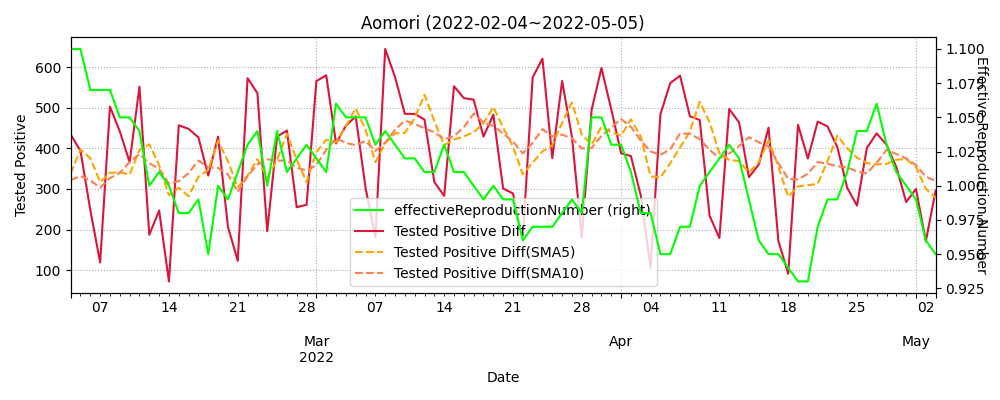 Aomori (2022-02-04~2022-05-05)
Tested Positive
600
500
400
300
200
100
1.100
1.075
1.050
1.025
1.000
0.975
0.950
0.925
Effective Reproduction Number
effectiveReproductionNumber (right)
Tested Positive Diff
Tested Positive Diff(SMA5)
Tested Positive Diff(SMA10)
07 14 21 28 07 14 21 28 04 11 18 25 02
Mar Apr May
2022
Date